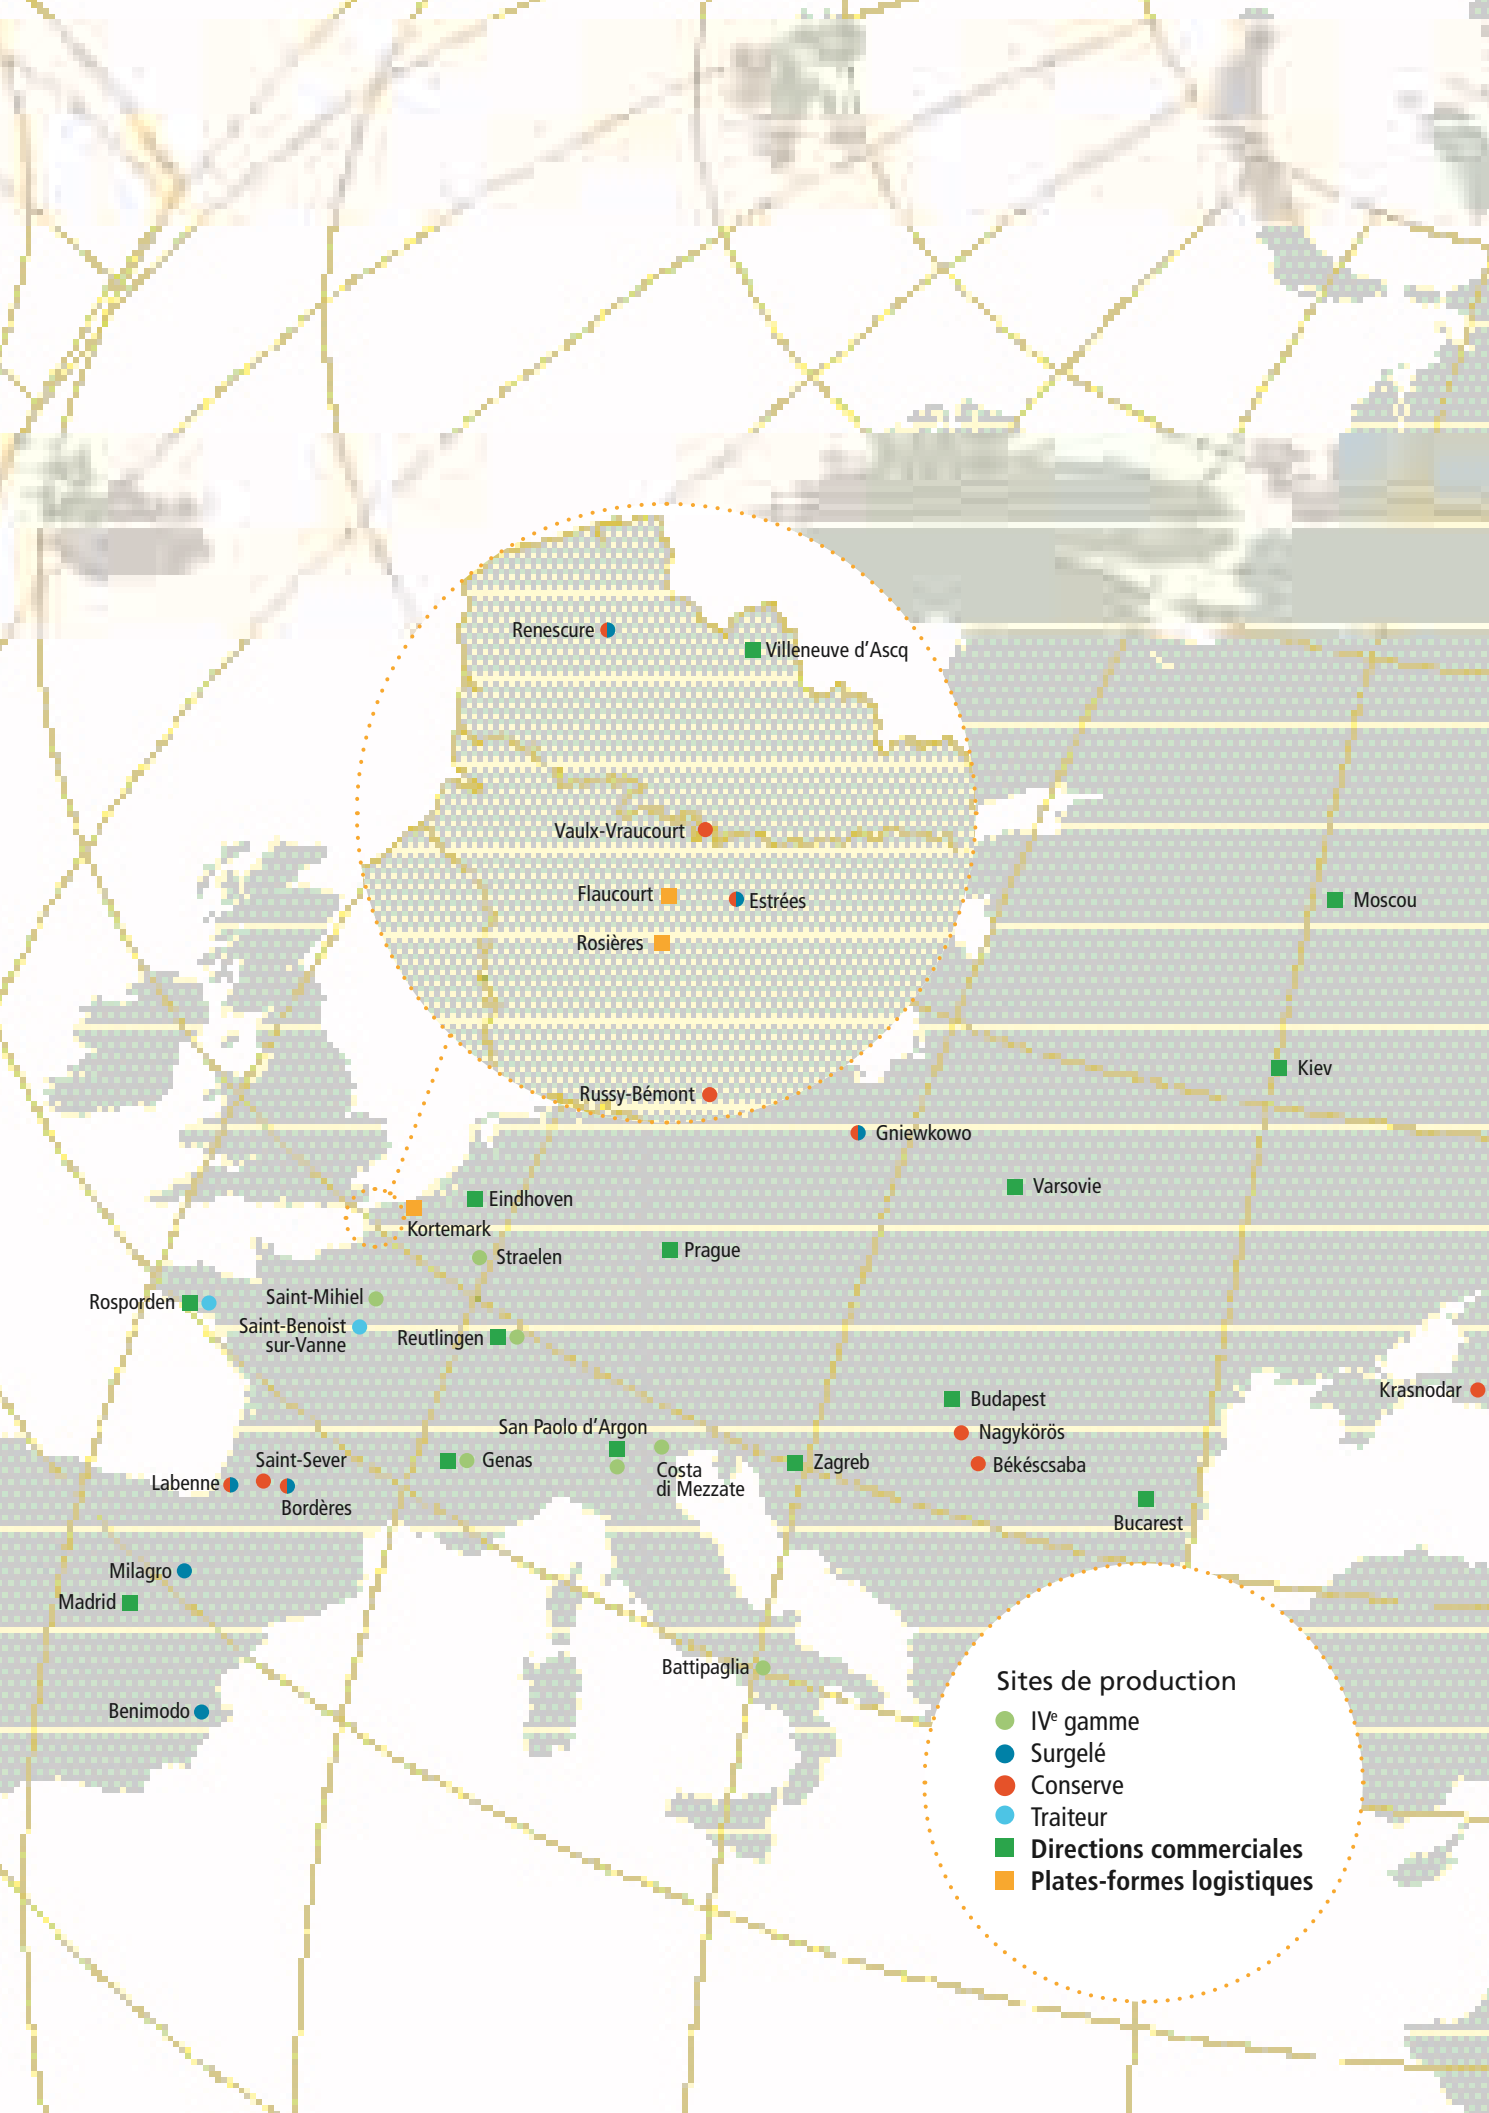 Renescure
Villeneuve d'Ascq
Vaulx-Vraucourt
Flaucourt
Estrées
Moscou
Rosières
Kiev
Russy-Bémont
Gniewkowo
Varsovie
Eindhoven
Kortemark
Prague
Straelen
Rosporden
Saint-Mihiel
Saint-Benoist
sur-Vanne
Reutlingen
Krasnodar
Budapest
San Paolo d'Argon
Nagykörös
Saint-Sever
Genas
Zagreb
Békéscsaba
Costa
di Mezzate
Labenne
Bordères
Bucarest
Milagro
Madrid
Battipaglia
Benimodo
Sites de production
IVe gamme
Surgelé
Conserve
Traiteur
Directions commerciales
Plates-formes logistiques